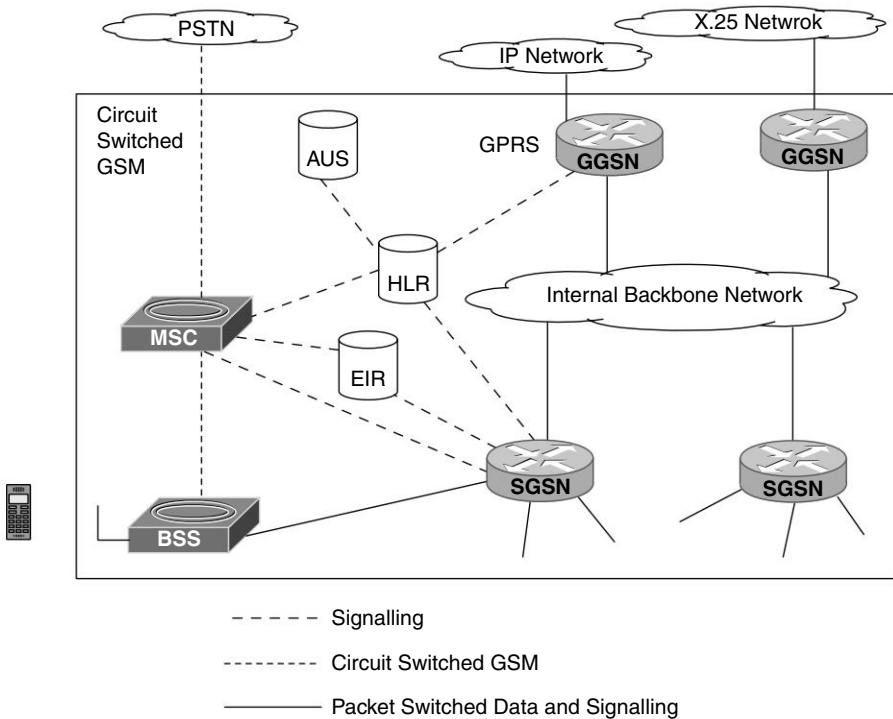 PSTN
X.25 Netwrok
IP Network
Circuit
Switched
GSM
AUS
GPRS
GGSN
GGSN
HLR
Internal Backbone Network
MSC
EIR
SGSN
SGSN
BSS
Signalling
Circuit Switched GSM
Packet Switched Data and Signalling